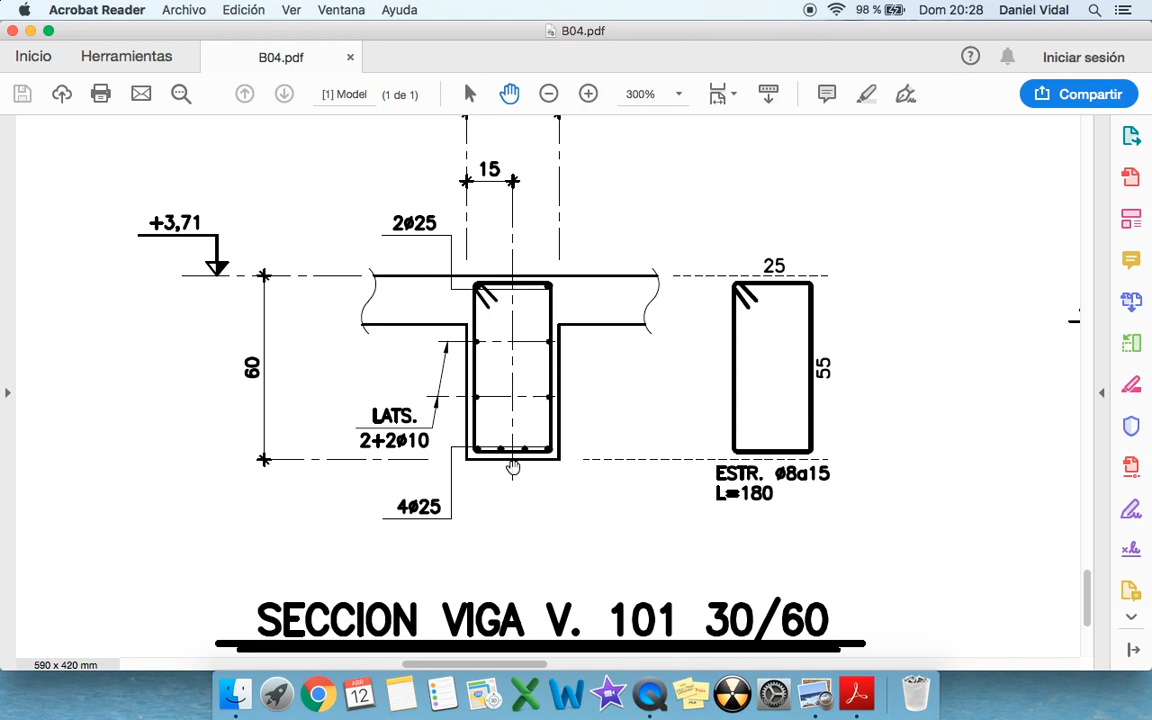 Acrobat Reader Archivo Edición Ver Ventana Ayuda 98 % Dom 20:28 Daniel Vidal
B04.pdf
Inicio Herramientas B04.pdf × ? Iniciar sesión
[1] Model (1 de 1) 300% Compartir
15
+3,71
2ø25
25
60
55
LATS.
2+2ø10
ESTR. ø8a15
L=180
4ø25
SECCION VIGA V. 101 30/60
590 x 420 mm
ABR
12